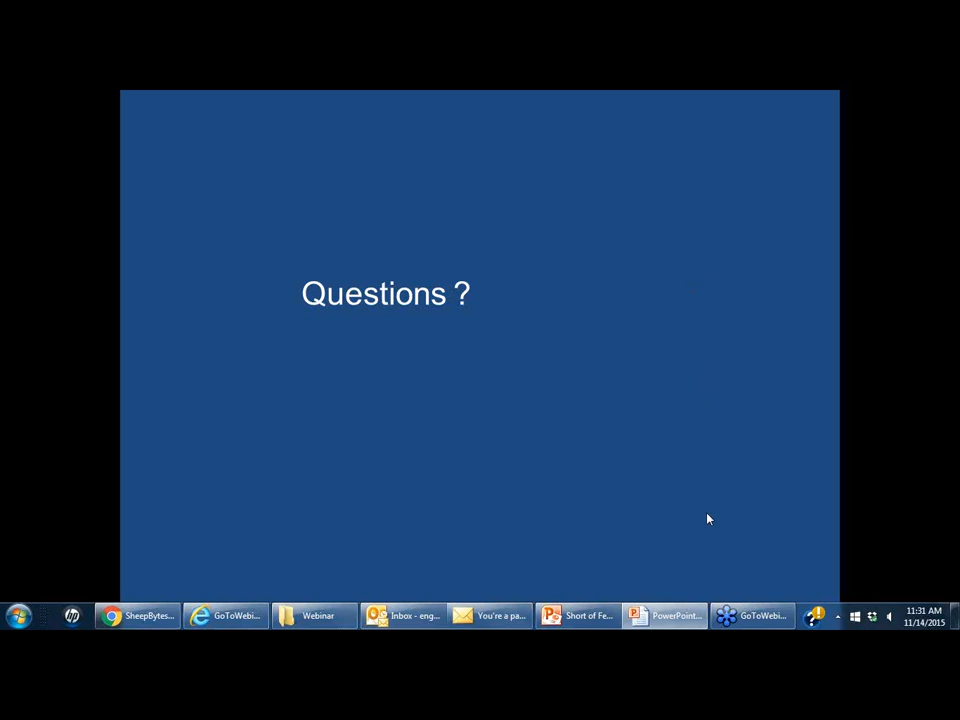 Questions ?
hp
SheepBytes...
GoToWebi...
Webinar
Inbox - eng...
You're a pa...
Short of Fe...
PowerPoint...
GoToWebi...
11:31 AM
11/14/2015